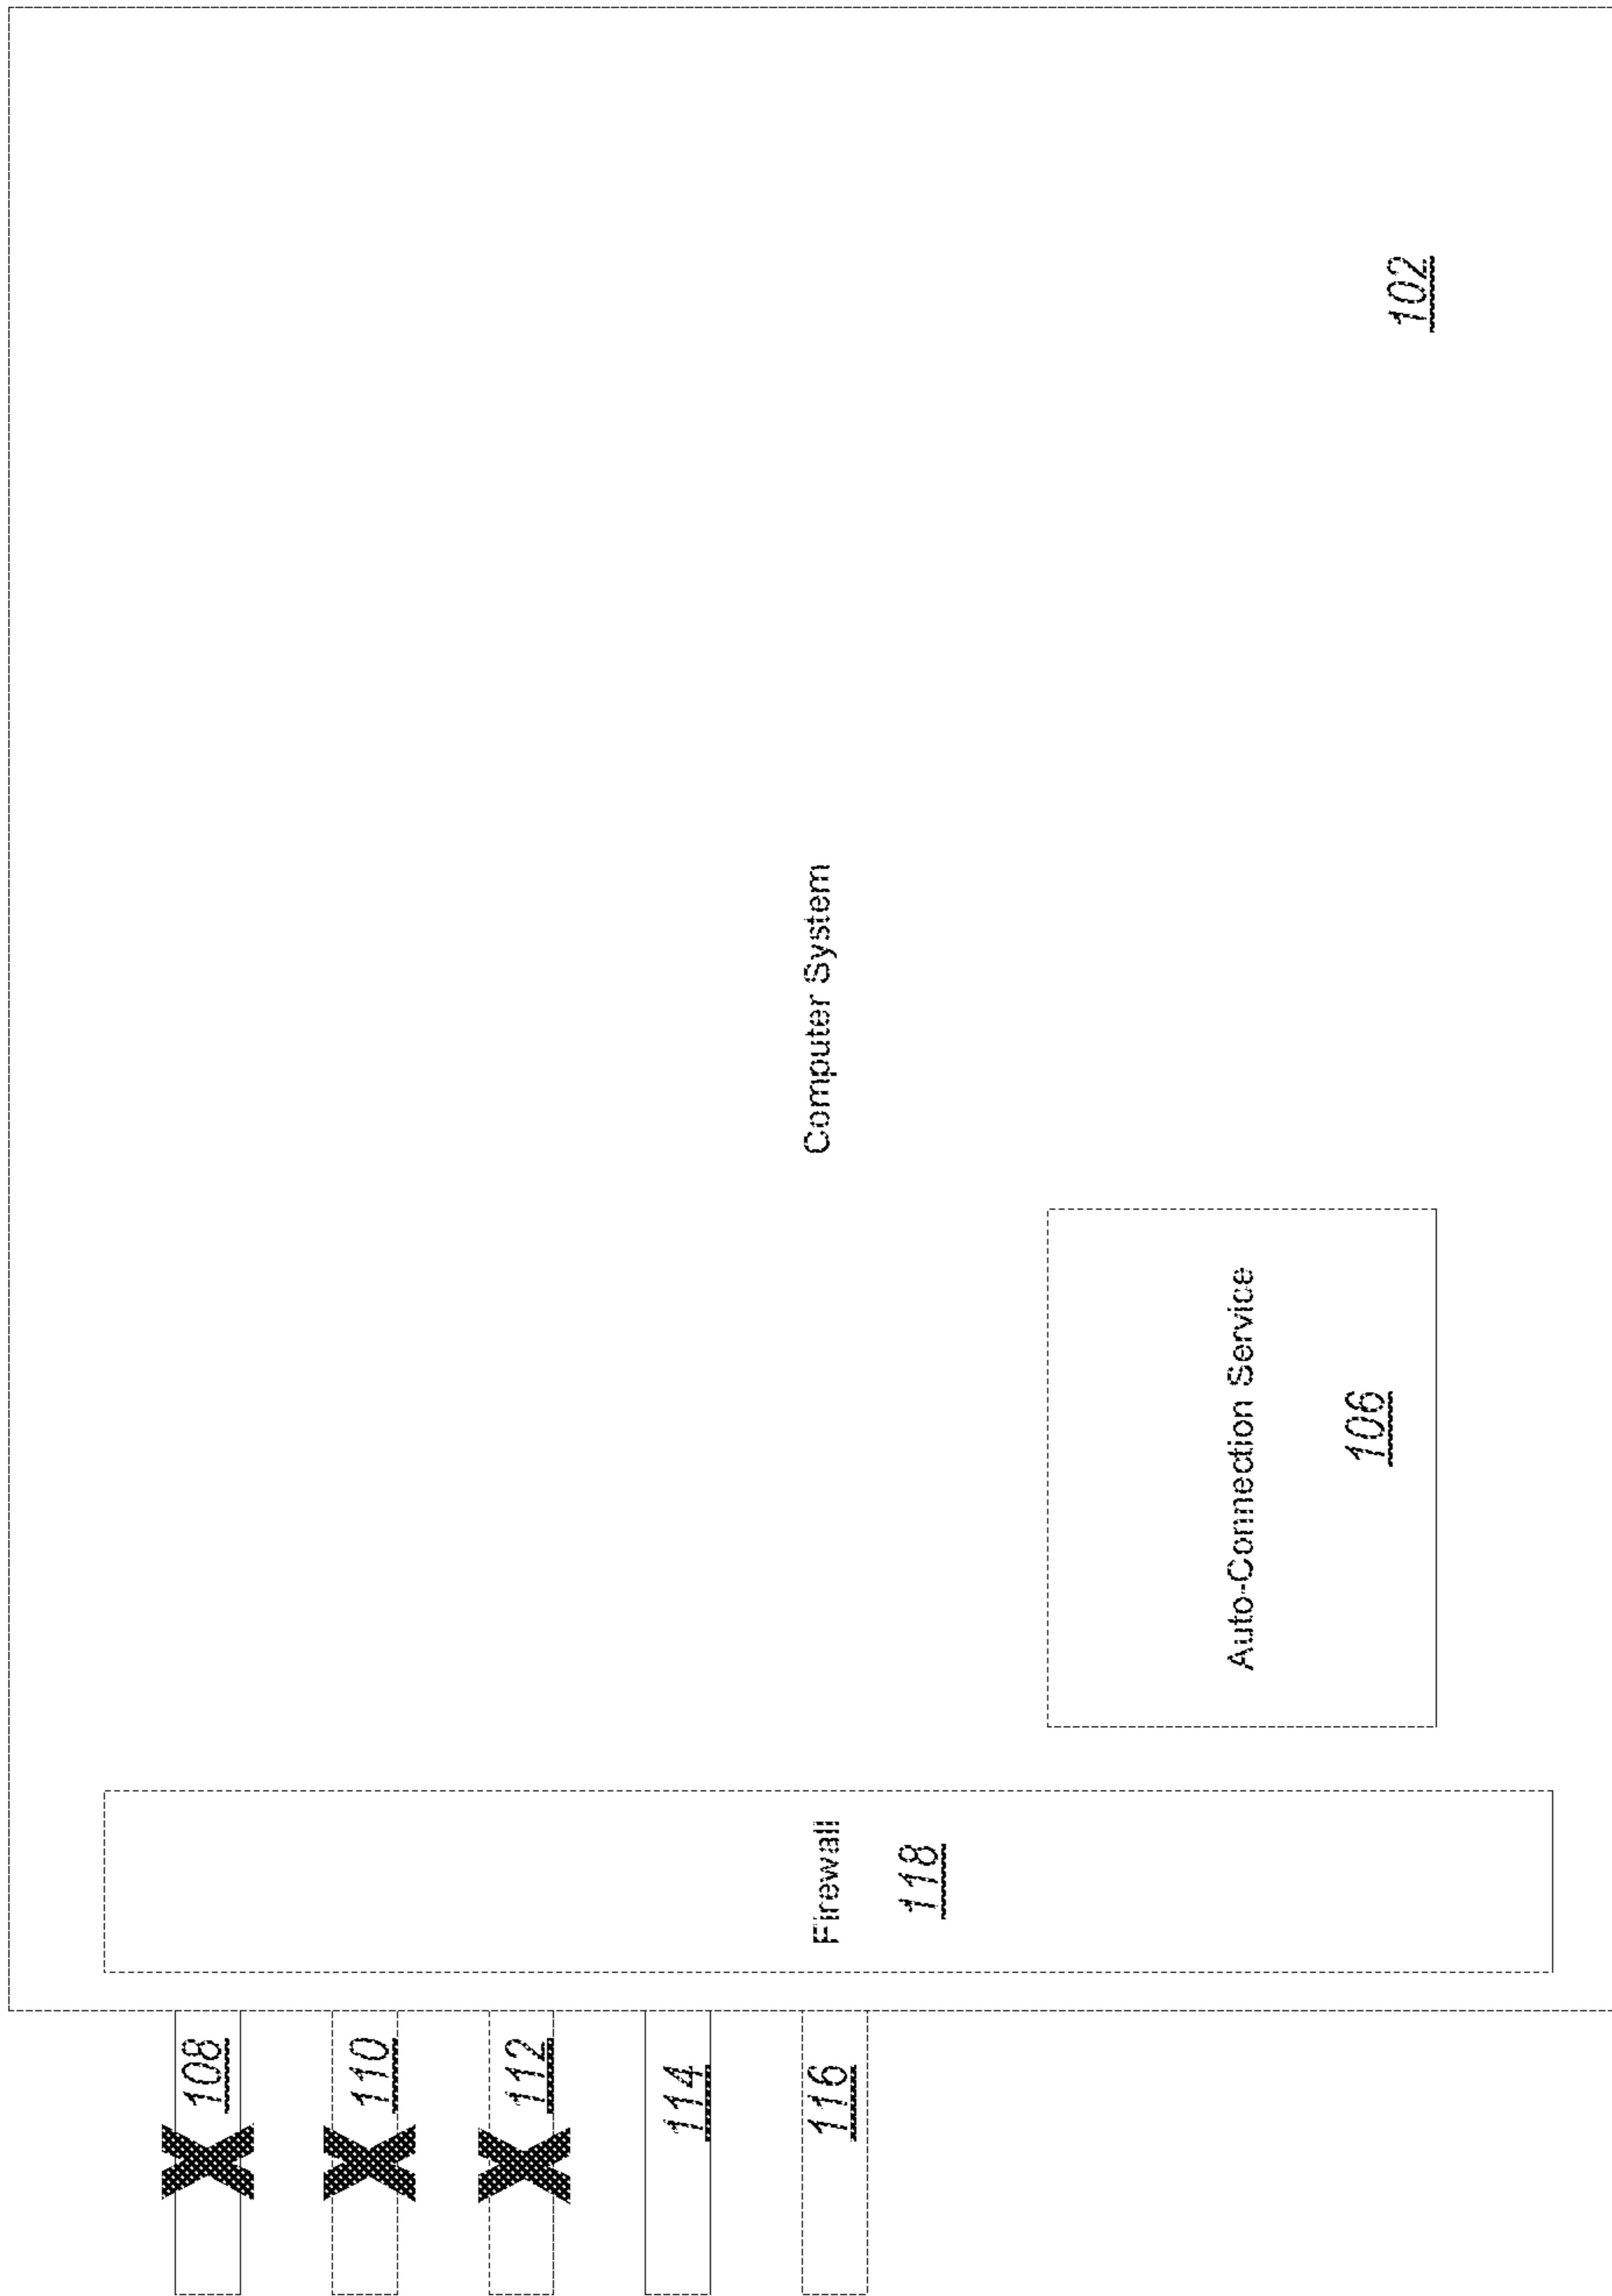 108
110
112
114
116
Firewall
118
Computer System
Auto-Connection Service
106
102